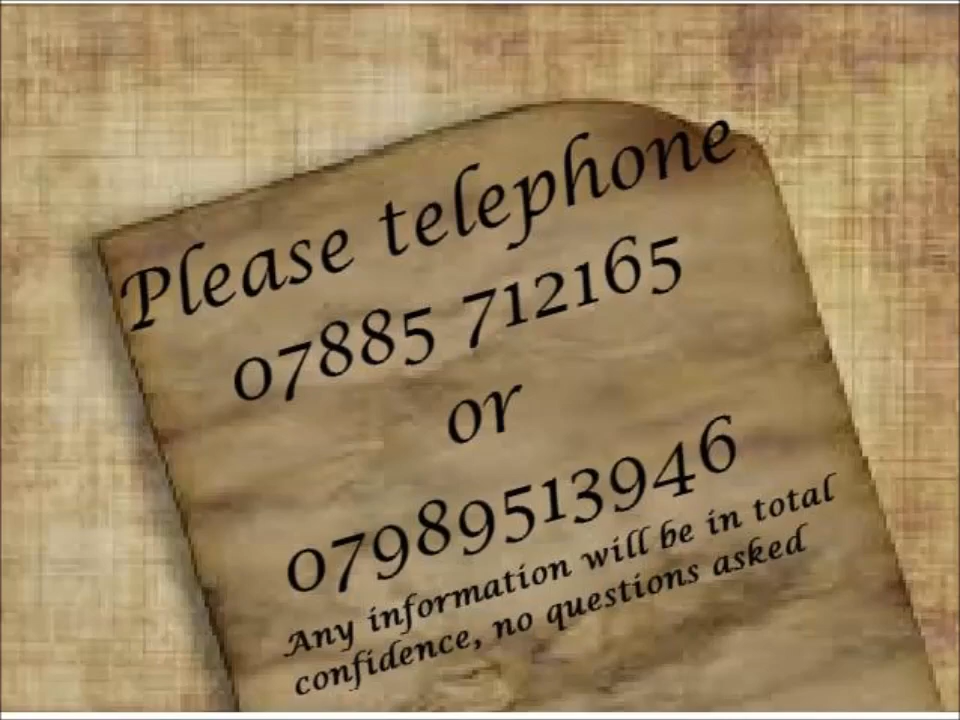 Please telephone
07885 712165
or
07989513946
Any information will be in total
confidence, no questions asked